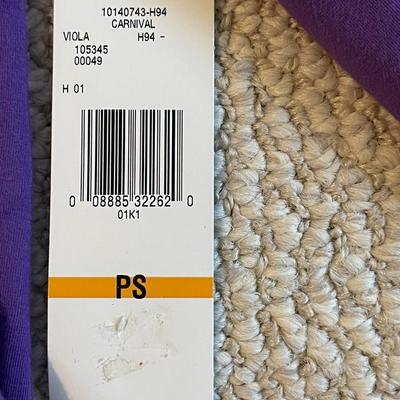 10140743-H94
CARNIVAL
VIOLA H94 -
105345
00049
H 01
0 08885 32262 0
01K1
PS